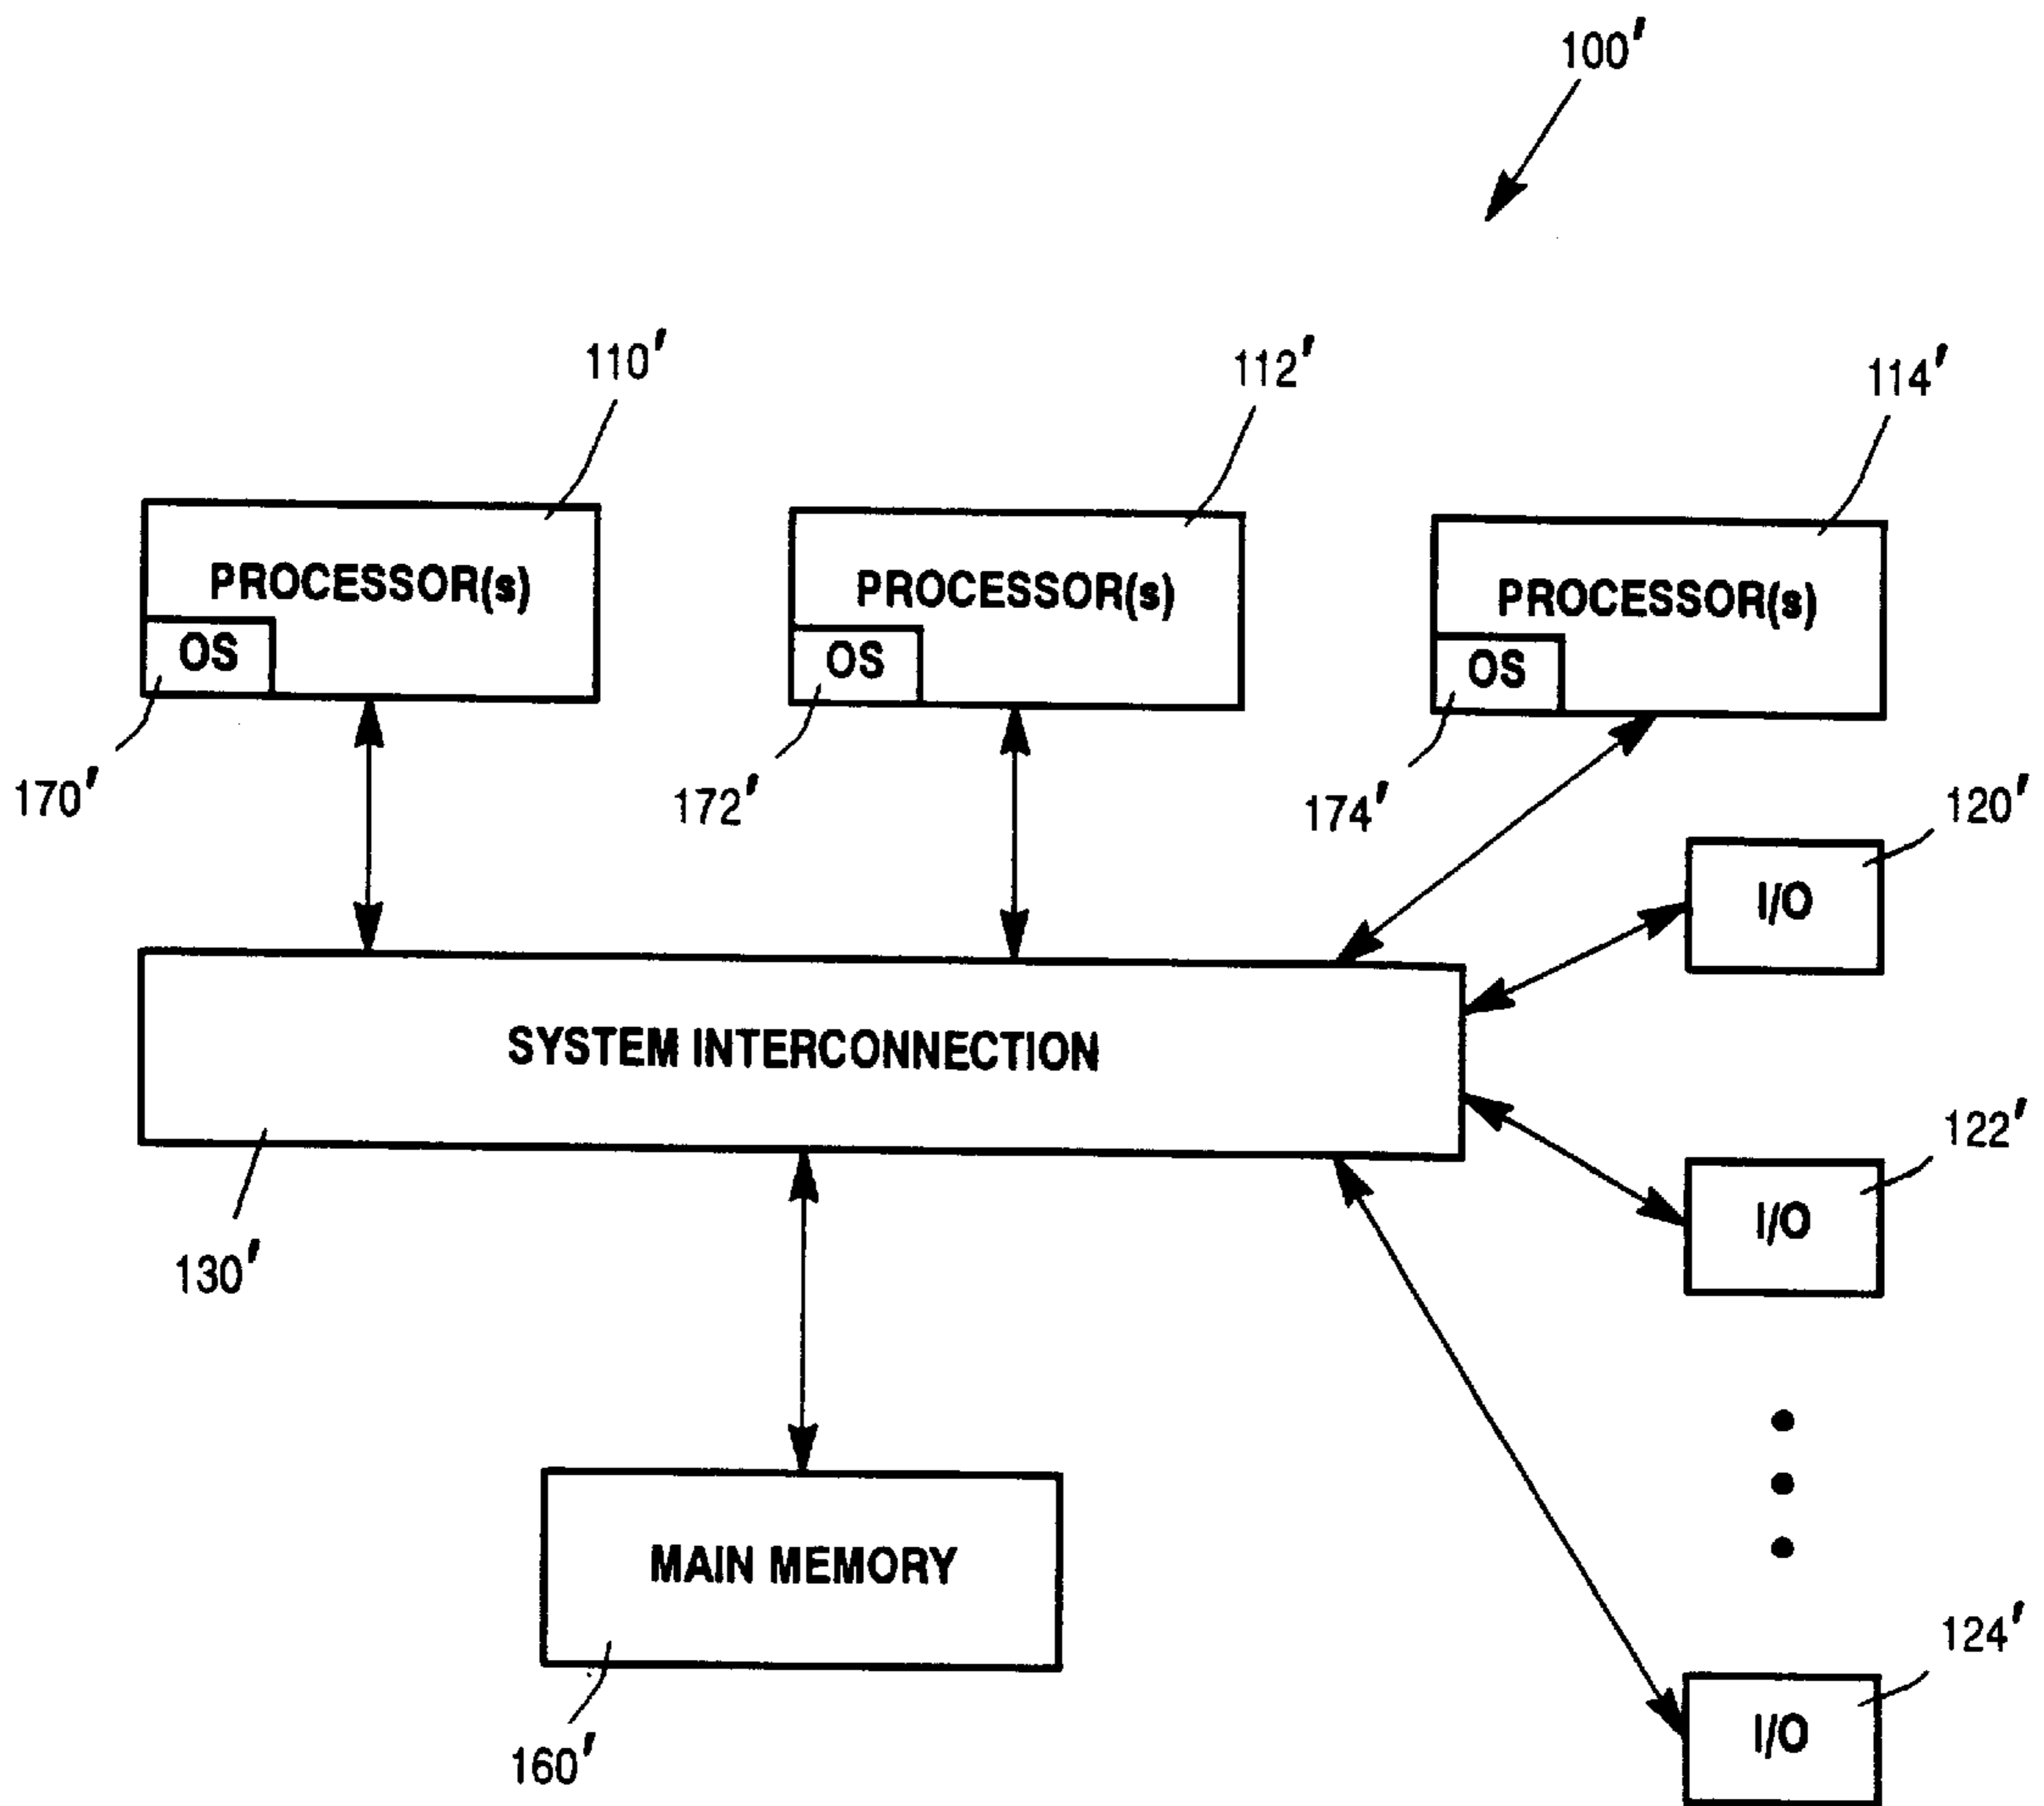 100'
110'
112'
114'
PROCESSOR(s)
PROCESSOR(s)
PROCESSOR(s)
OS
OS
OS
170'
172'
174'
120'
I/O
SYSTEM INTERCONNECTION
122'
I/O
130'
MAIN MEMORY
124'
I/O
160'